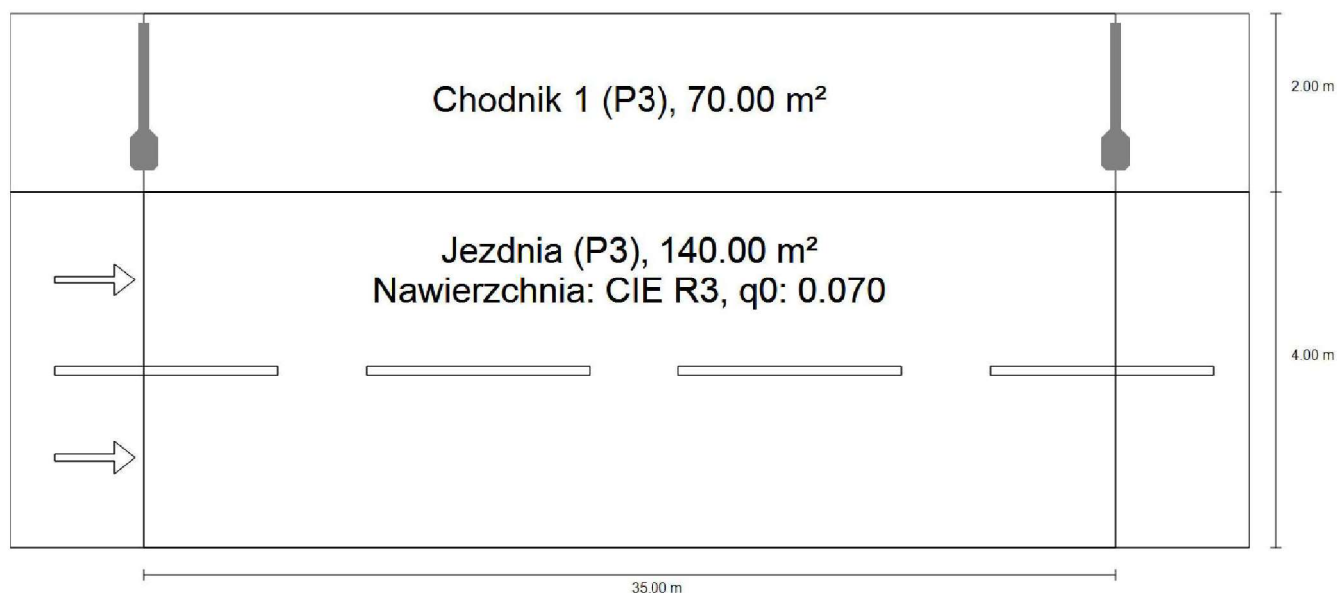 Chodnik 1 (P3), 70.00 m²
2.00 m
Jezdnia (P3), 140.00 m²
Nawierzchnia: CIE R3, q0: 0.070
4.00 m
35.00 m